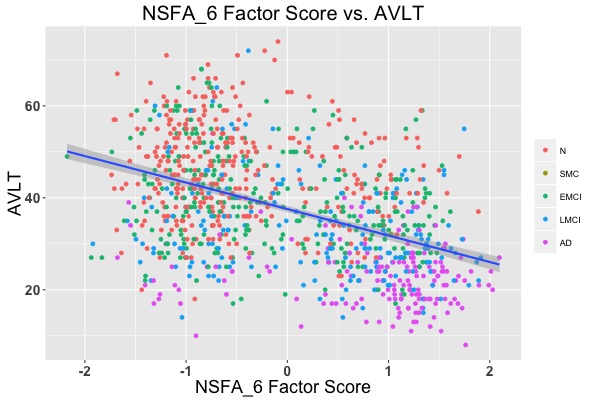 NSFA_6 Factor Score vs. AVLT
AVLT
60
40
20
-2
-1
0
1
2
NSFA_6 Factor Score
N
SMC
EMCI
LMCI
AD